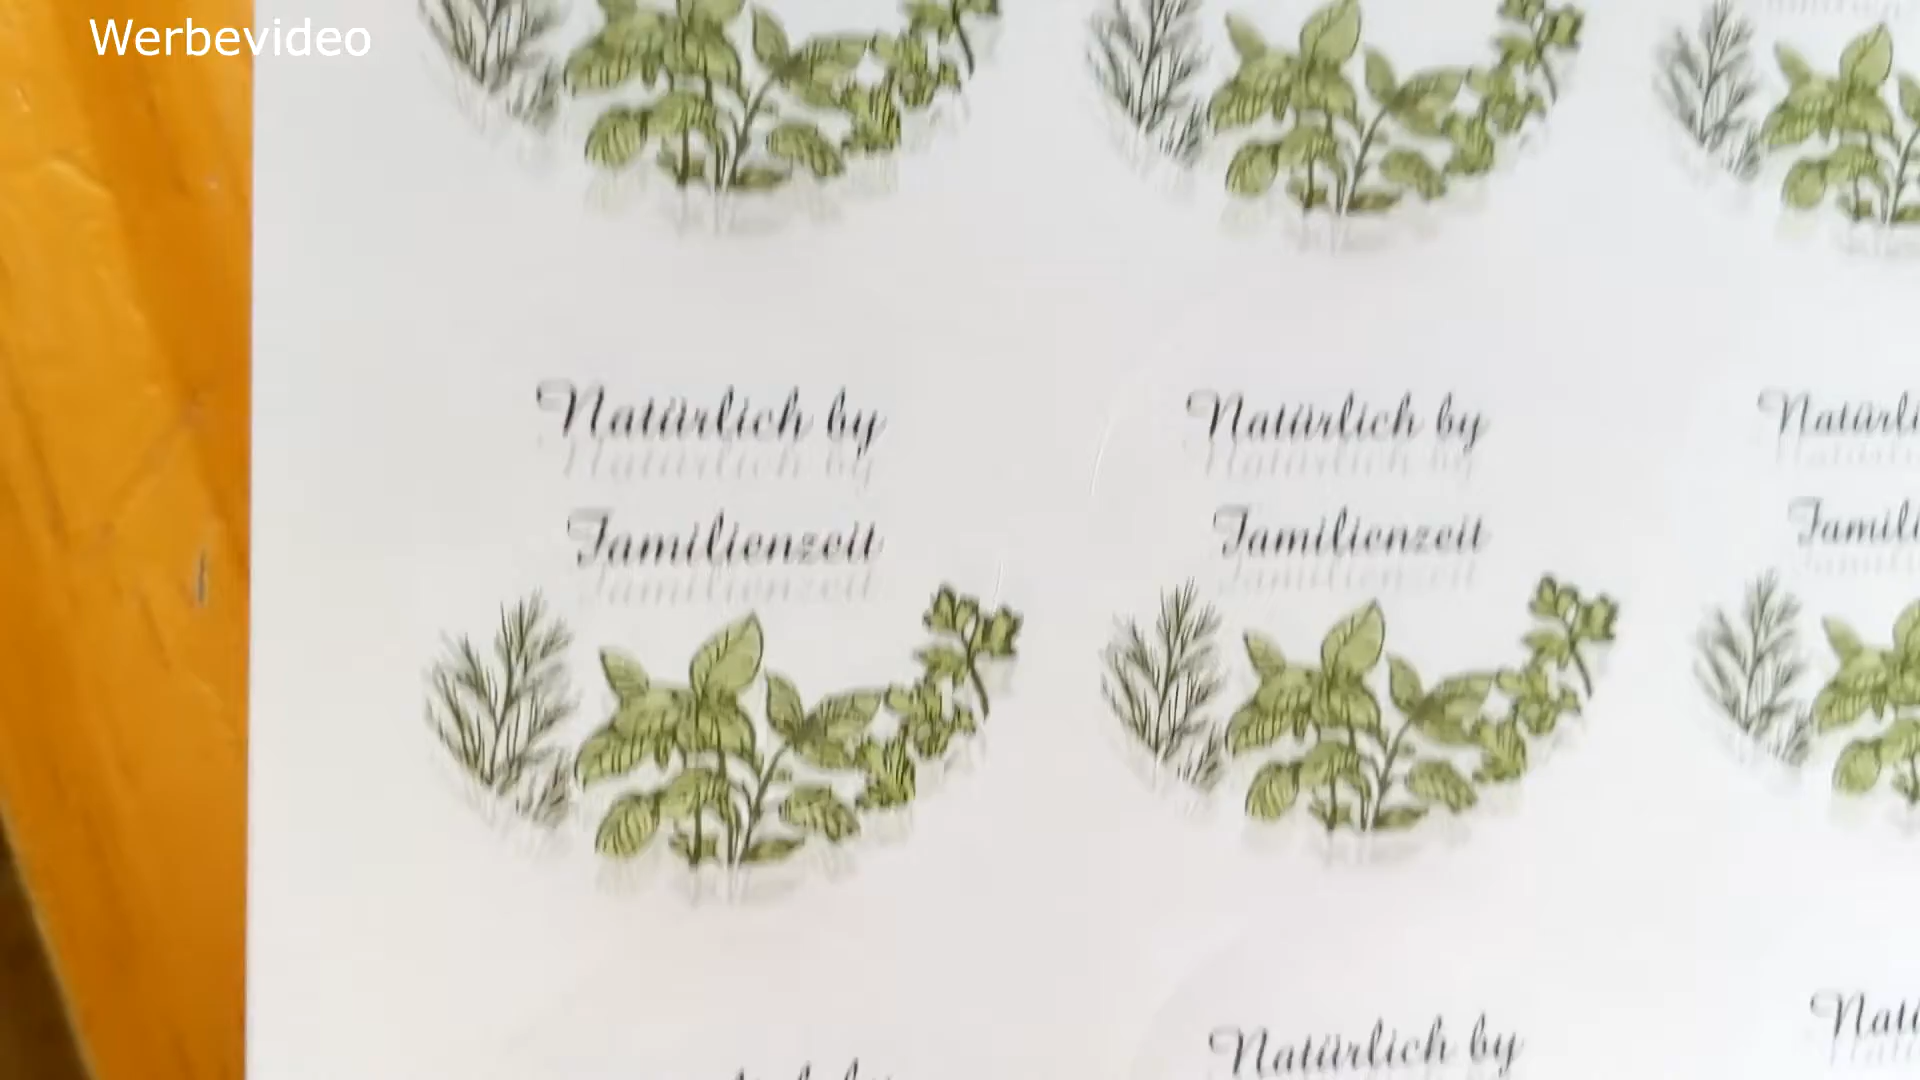 Werbevideo
Natürlich by
Familienzeit
Natürlich by
Familienzeit
Natürlich by